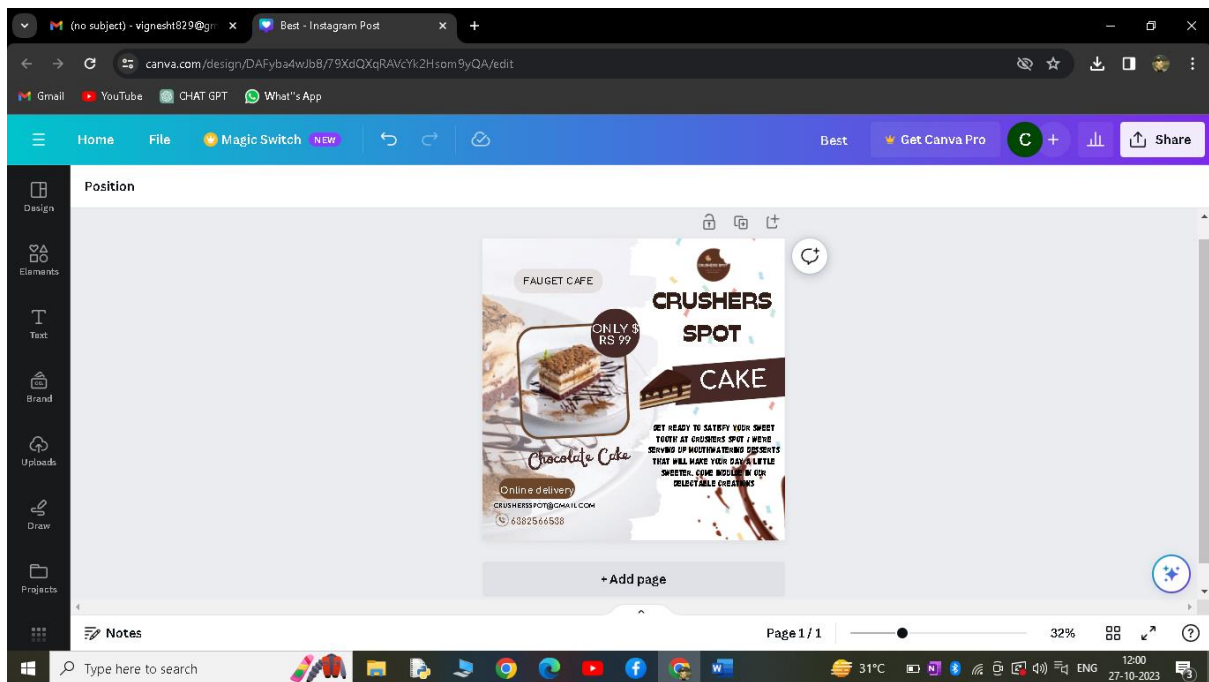 (no subject) - vignesht829@gm
Best - Instagram Post
canva.com/design/DAFyba4wJb8/79XdQXqRAVcYk2Hsom9yQA/edit
Gmail YouTube CHAT GPT What"s App
Home File Magic Switch NEW Best Get Canva Pro C + Share
Position
Design
Elements
Text
Brand
Uploads
Draw
Projects
FAUGET CAFE
ONLY $
RS 99
Chocolate Cake
Online delivery
CRUSHERSSPOT@GMAIL.COM
6382566538
CRUSHERS SPOT
CRUSHERS
SPOT
CAKE
GET READY TO SATISFY YOUR SWEET
TOOTH AT CRUSHERS SPOT ! WE'RE
SERVING UP MOUTHWATERING DESSERTS
THAT WILL MAKE YOUR DAY A LITTLE
SWEETER. COME INDULGE IN OUR
DELECTABLE CREATIONS
+ Add page
Notes Page 1 / 1 32%
Type here to search 31°C ENG 12:00
27-10-2023